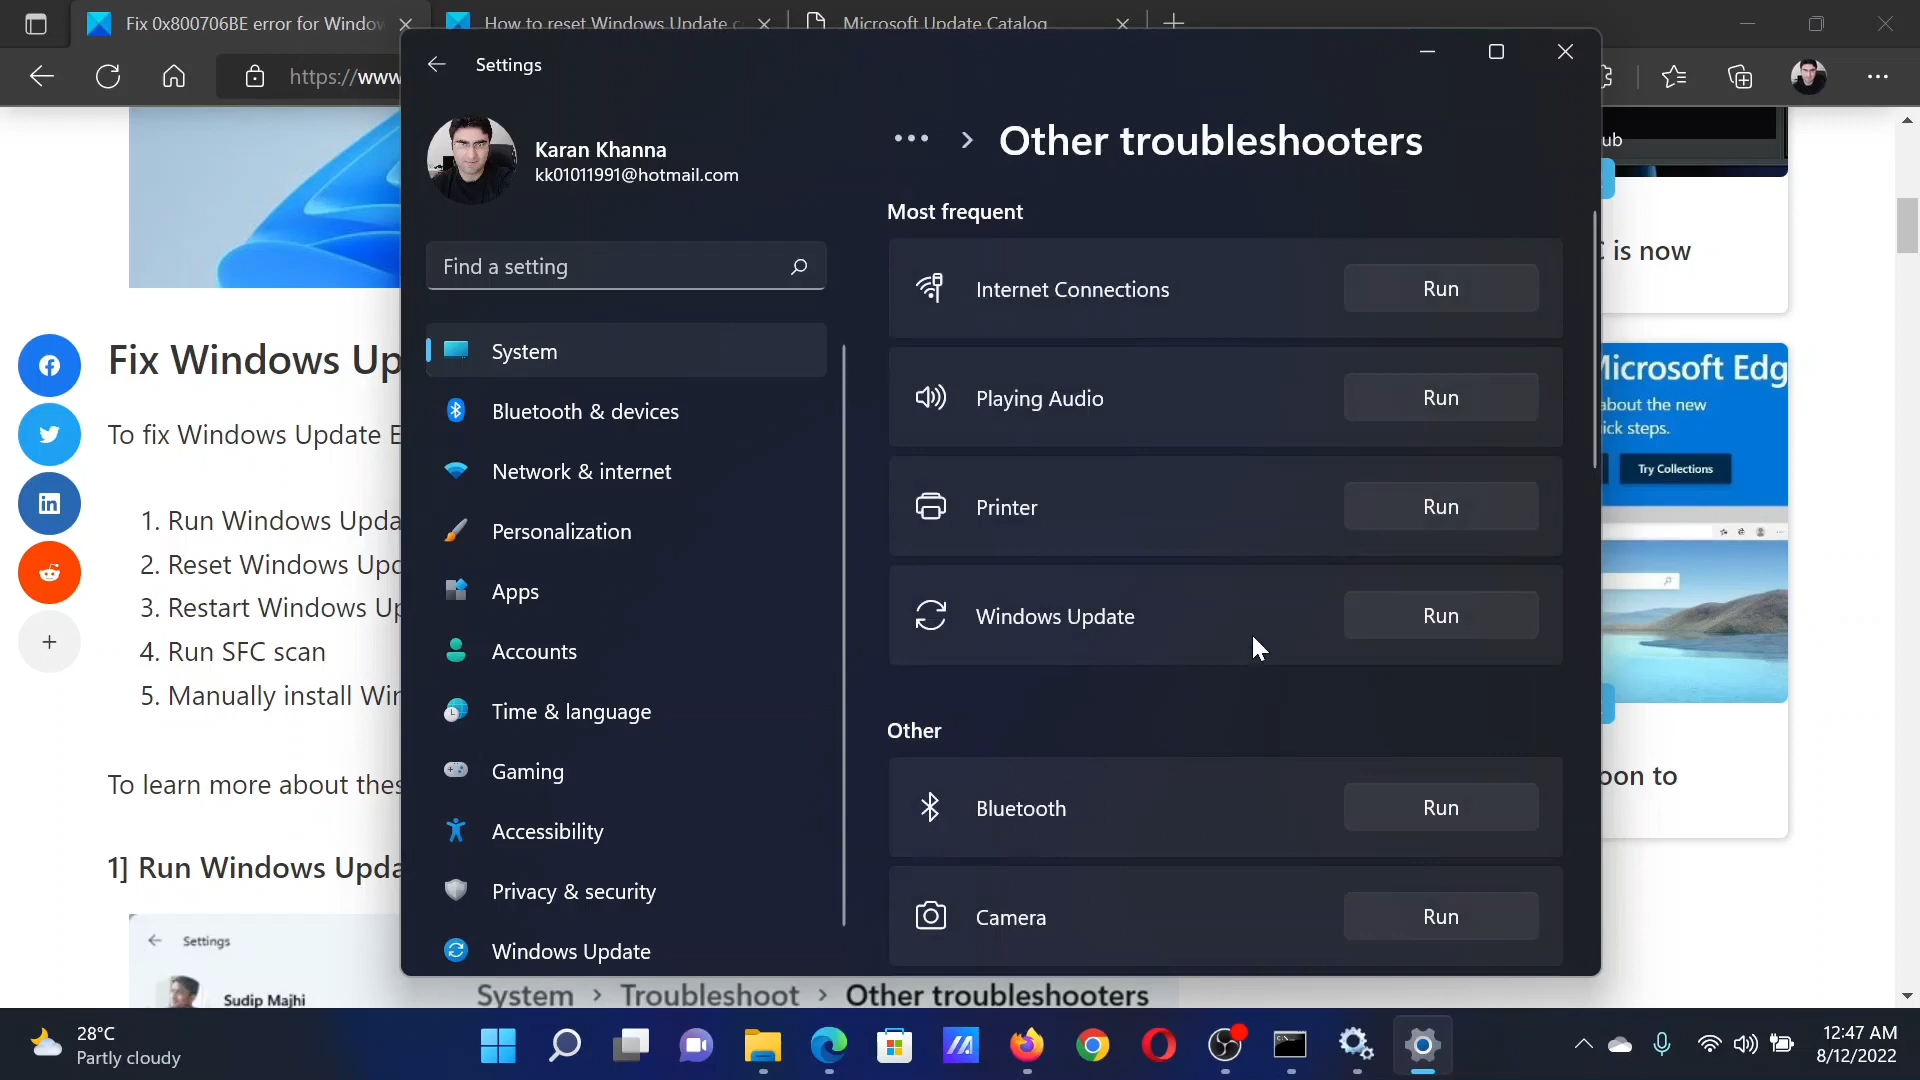 Fix 0x800706BE error for Window
How to reset Windows Update c
Microsoft Update Catalog
https://www
Settings
Karan Khanna
kk01011991@hotmail.com
Find a setting
System
Bluetooth & devices
Network & internet
Personalization
Apps
Accounts
Time & language
Gaming
Accessibility
Privacy & security
Windows Update
Other troubleshooters
Most frequent
Internet Connections
Run
Playing Audio
Run
Printer
Run
Windows Update
Run
Other
Bluetooth
Run
Camera
Run
Fix Windows Up
To fix Windows Update E
1. Run Windows Upda
2. Reset Windows Upd
3. Restart Windows Up
4. Run SFC scan
5. Manually install Win
To learn more about thes
1] Run Windows Upda
Settings
Sudip Majhi
System > Troubleshoot > Other troubleshooters
ub
C is now
Microsoft Edg
about the new
ick steps.
Try Collections
oon to
28°C
Partly cloudy
12:47 AM
8/12/2022